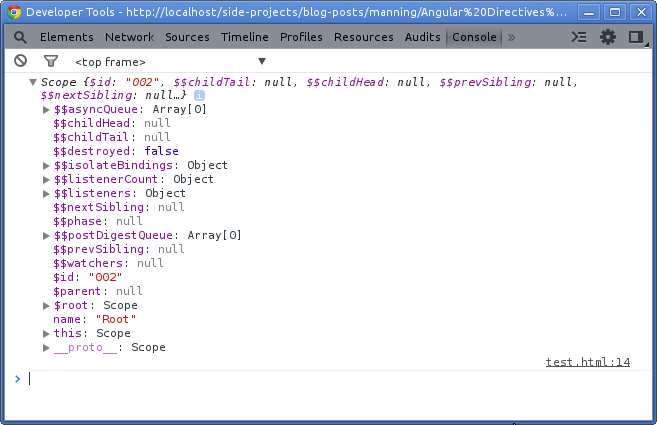 Developer Tools - http://localhost/side-projects/blog-posts/manning/Angular%20Directives%...
Elements Network Sources Timeline Profiles Resources Audits Console »
<top frame> ▼
▼ Scope {$id: "002", $$childTail: null, $$childHead: null, $$prevSibling: null,
$$nextSibling: null…} i
▶ $$asyncQueue: Array[0]
$$childHead: null
$$childTail: null
$$destroyed: false
▶ $$isolateBindings: Object
▶ $$listenerCount: Object
▶ $$listeners: Object
$$nextSibling: null
$$phase: null
▶ $$postDigestQueue: Array[0]
$$prevSibling: null
$$watchers: null
$id: "002"
$parent: null
▶ $root: Scope
name: "Root"
▶ this: Scope
▶ __proto__: Scope
test.html:14
>